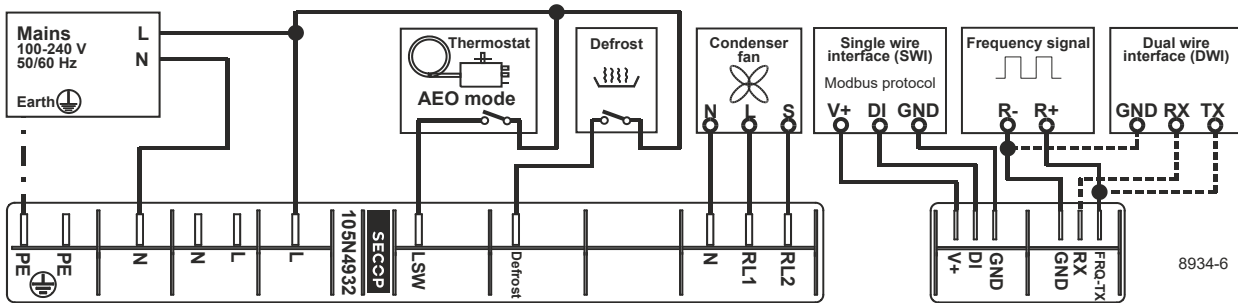 Mains
100-240 V
50/60 Hz
L
N
Earth
Thermostat
AEO mode
Defrost
Condenser
fan
N L S
Single wire
interface (SWI)
Modbus protocol
V+ DI GND
Frequency signal
R- R+
Dual wire
interface (DWI)
GND RX TX
PE
PE
N
N
L
L
105N4932
SECOP
LSW
Defrost
N
RL1
RL2
V+
DI
GND
GND
RX
FRQ-TX
8934-6